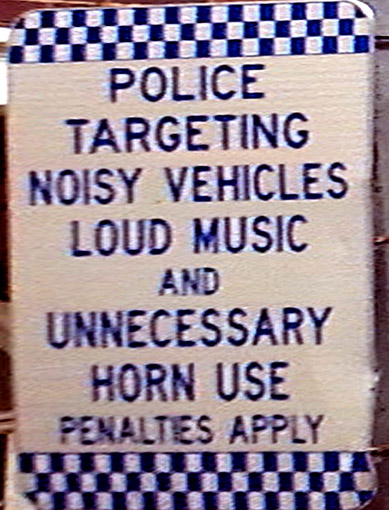 POLICE
TARGETING
NOISY VEHICLES
LOUD MUSIC
AND
UNNECESSARY
HORN USE
PENALTIES APPLY